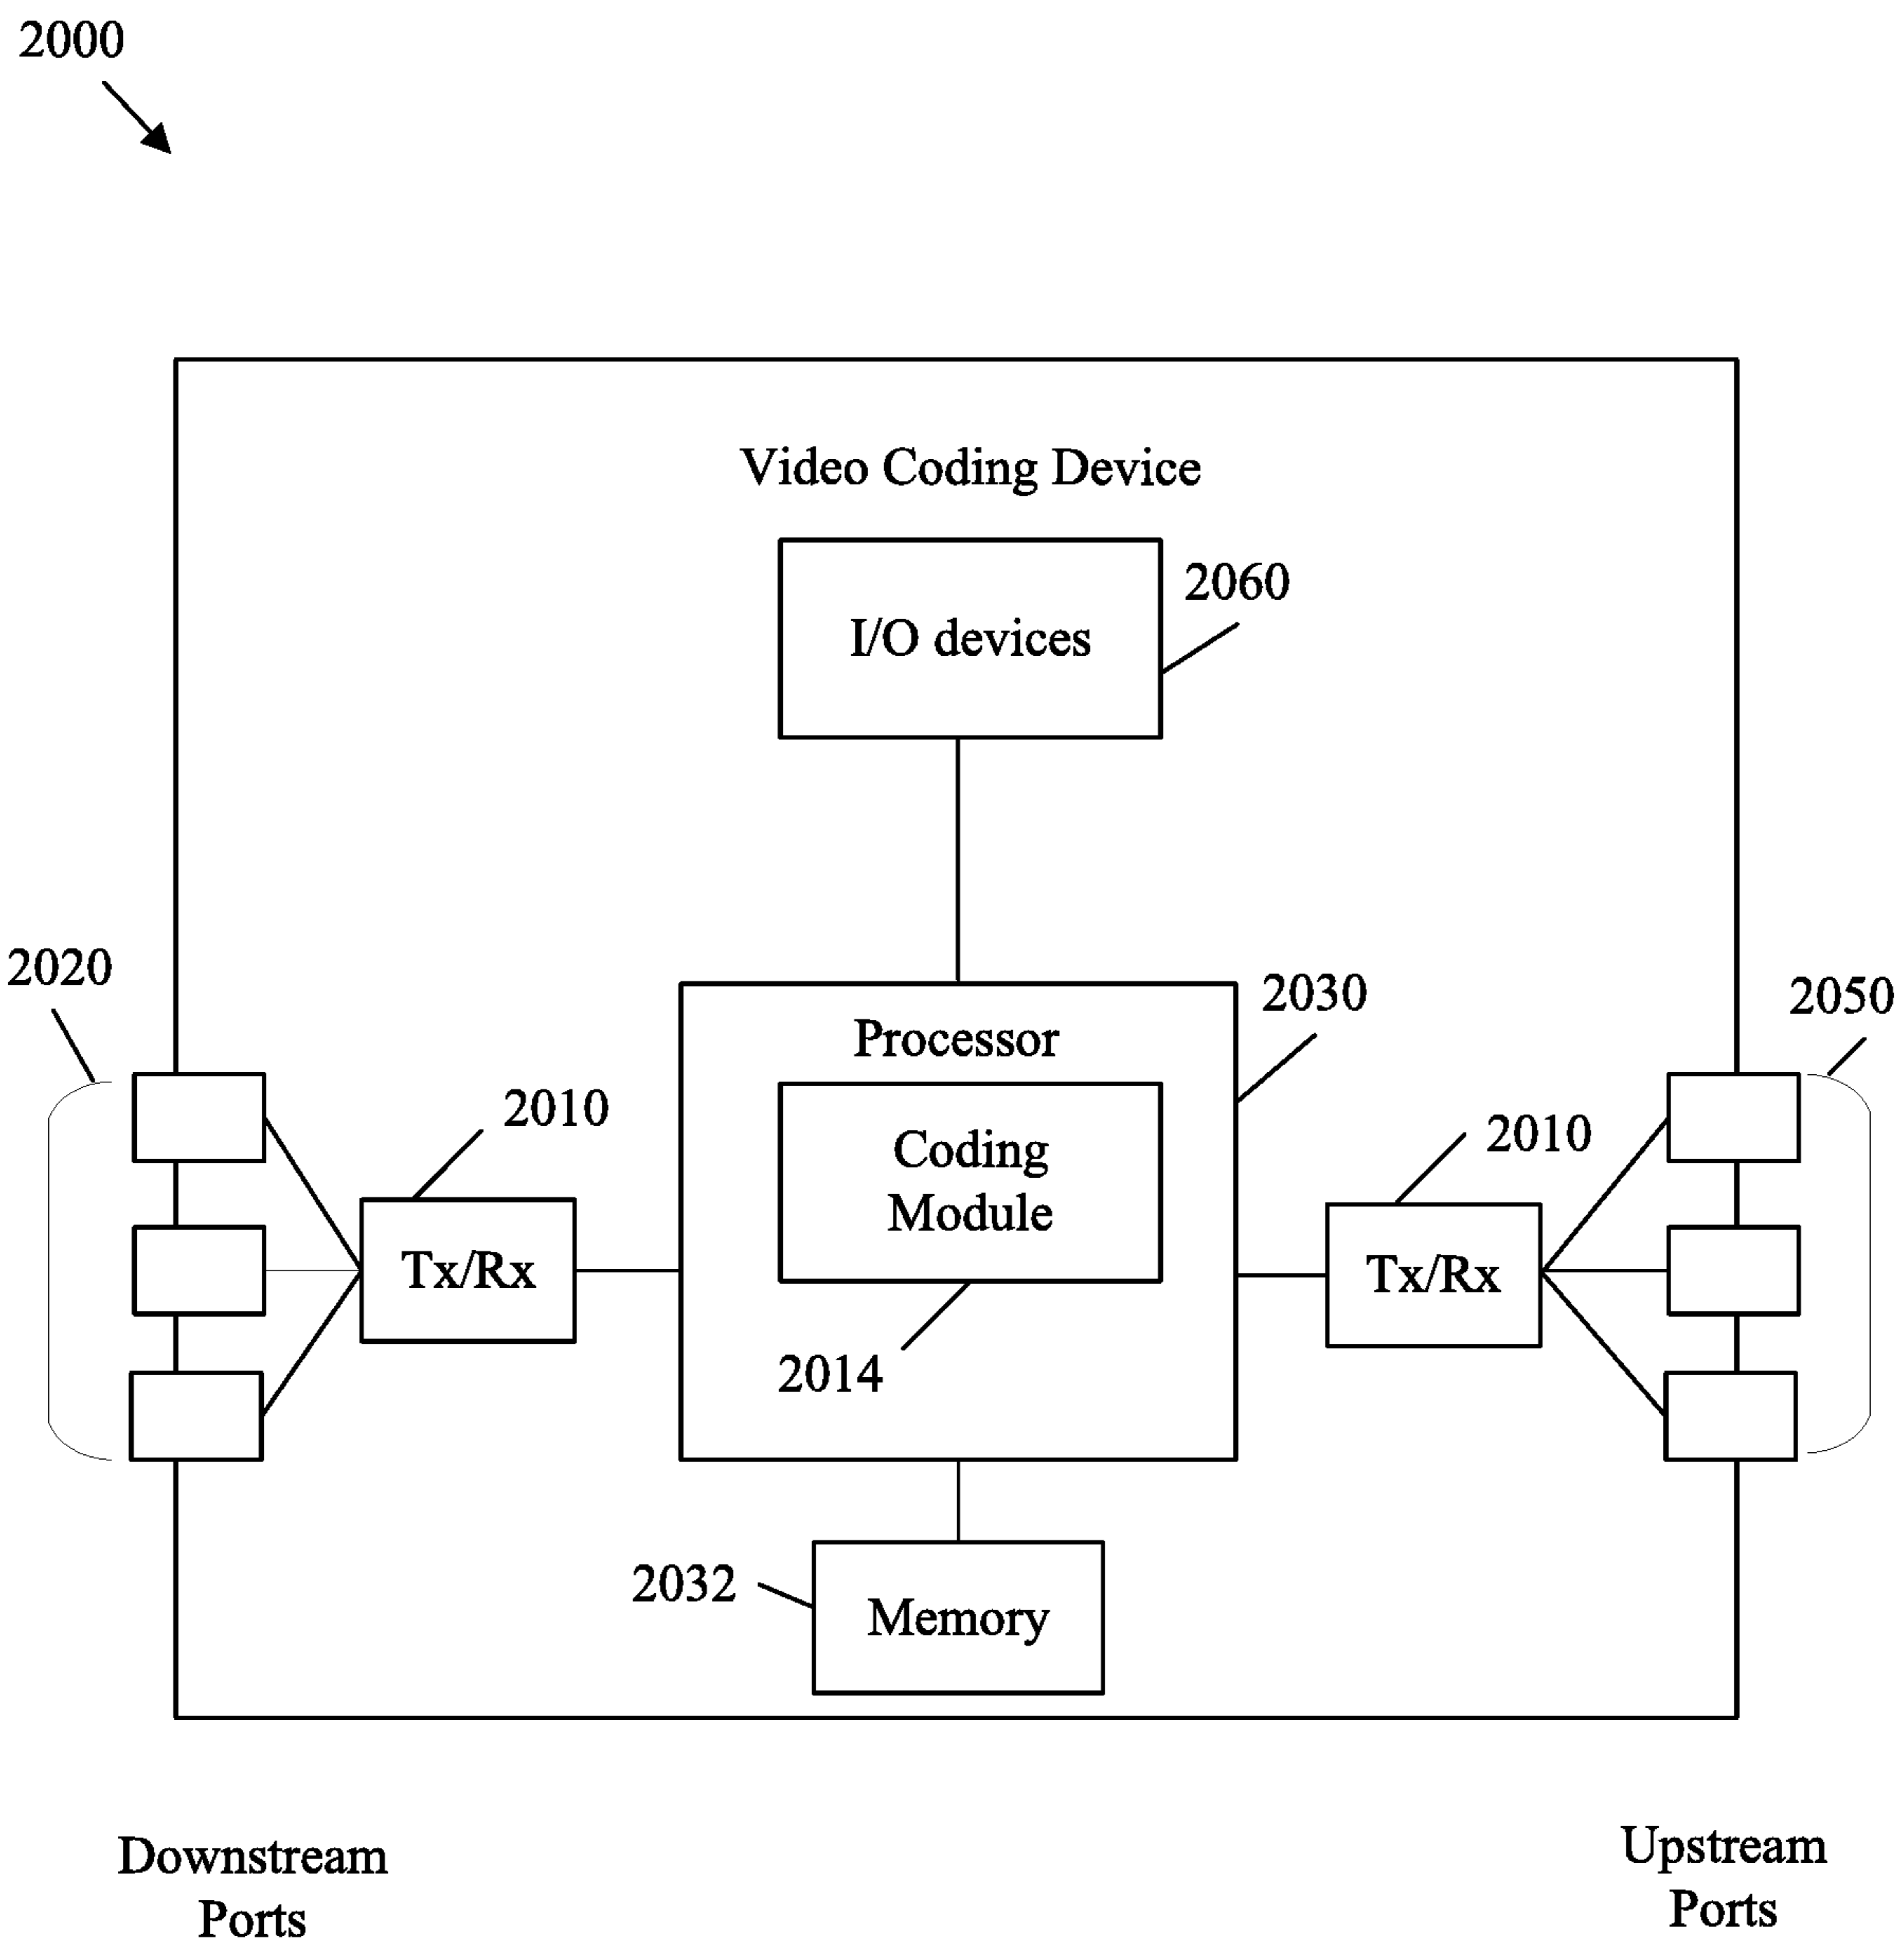 2000
Video Coding Device
I/O devices
2060
2020
2030
2050
Processor
2010
2010
Coding
Module
Tx/Rx
Tx/Rx
2014
2032
Memory
Downstream
Ports
Upstream
Ports